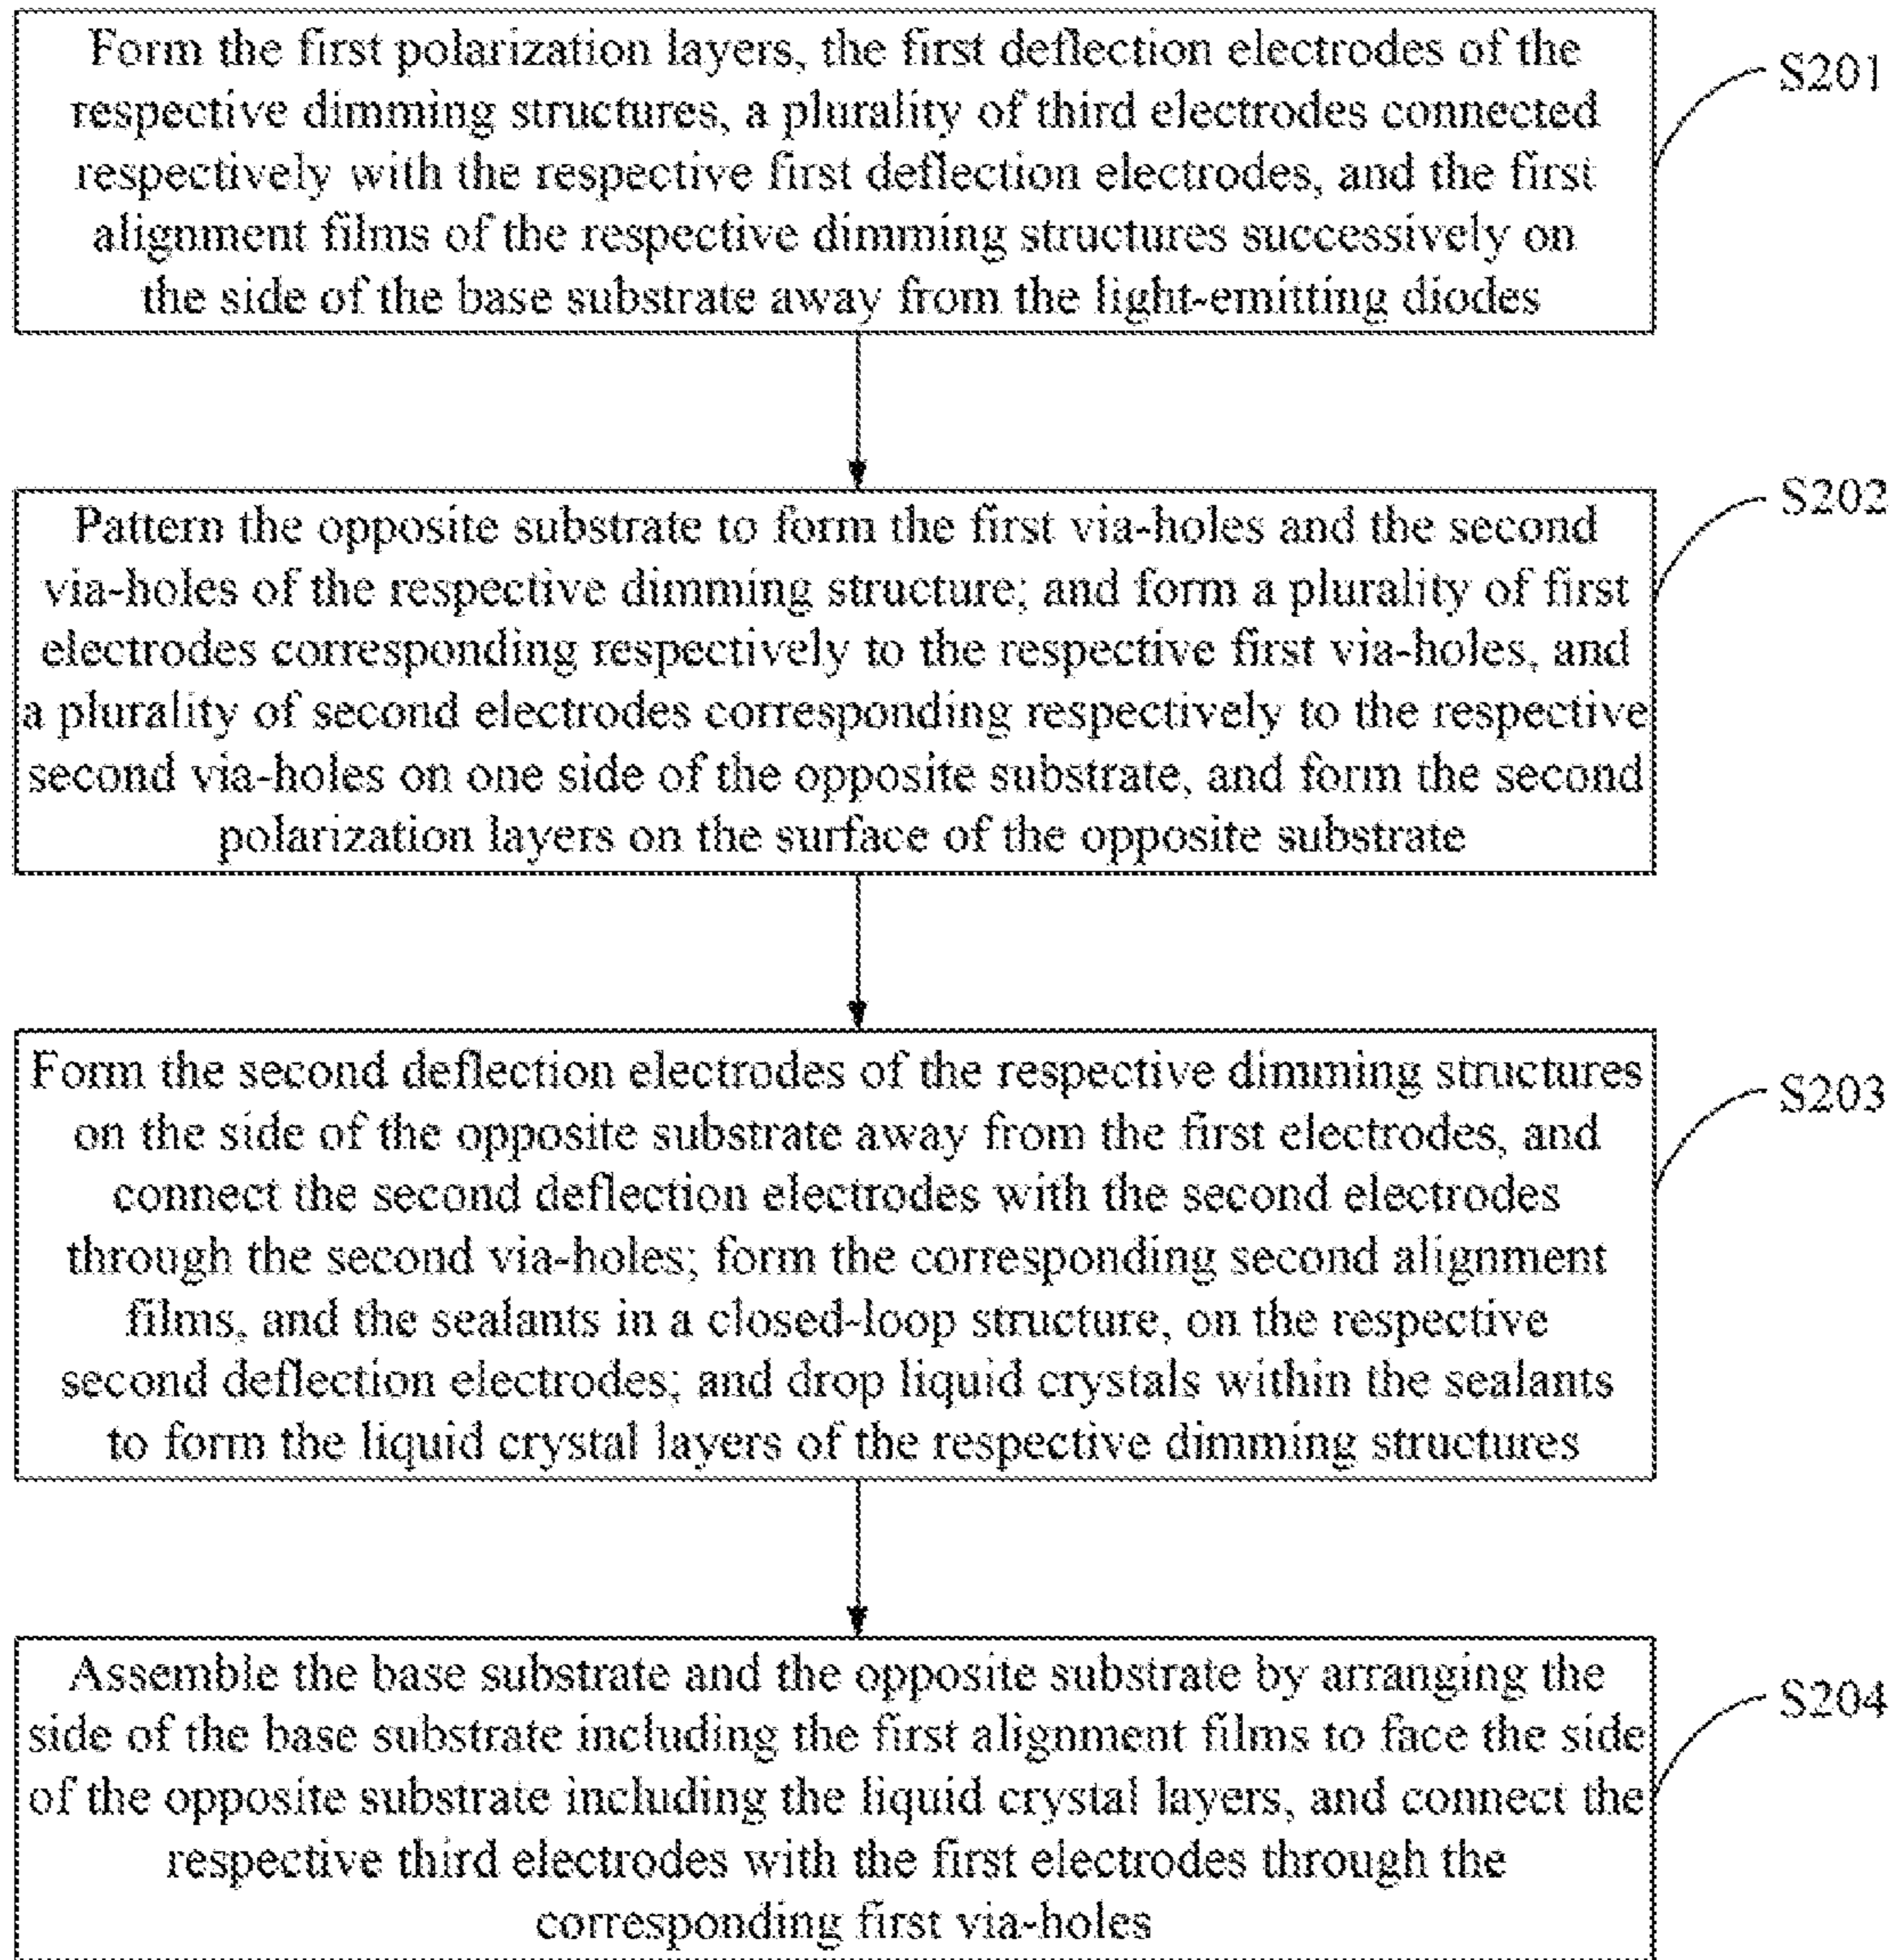 Form the first polarization layers, the first deflection electrodes of the
respective dimming structures, a plurality of third electrodes connected
respectively with the respective first deflection electrodes, and the first
alignment films of the respective dimming structures successively on
the side of the base substrate away from the light-emitting diodes
S201
Pattern the opposite substrate to form the first via-holes and the second
via-holes of the respective dimming structure; and form a plurality of first
electrodes corresponding respectively to the respective first via-holes, and
a plurality of second electrodes corresponding respectively to the respective
second via-holes on one side of the opposite substrate, and form the second
polarization layers on the surface of the opposite substrate
S202
Form the second deflection electrodes of the respective dimming structures
on the side of the opposite substrate away from the first electrodes, and
connect the second deflection electrodes with the second electrodes
through the second via-holes; form the corresponding second alignment
films, and the sealants in a closed-loop structure, on the respective
second deflection electrodes; and drop liquid crystals within the sealants
to form the liquid crystal layers of the respective dimming structures
S203
Assemble the base substrate and the opposite substrate by arranging the
side of the base substrate including the first alignment films to face the side
of the opposite substrate including the liquid crystal layers, and connect the
respective third electrodes with the first electrodes through the
corresponding first via-holes
S204